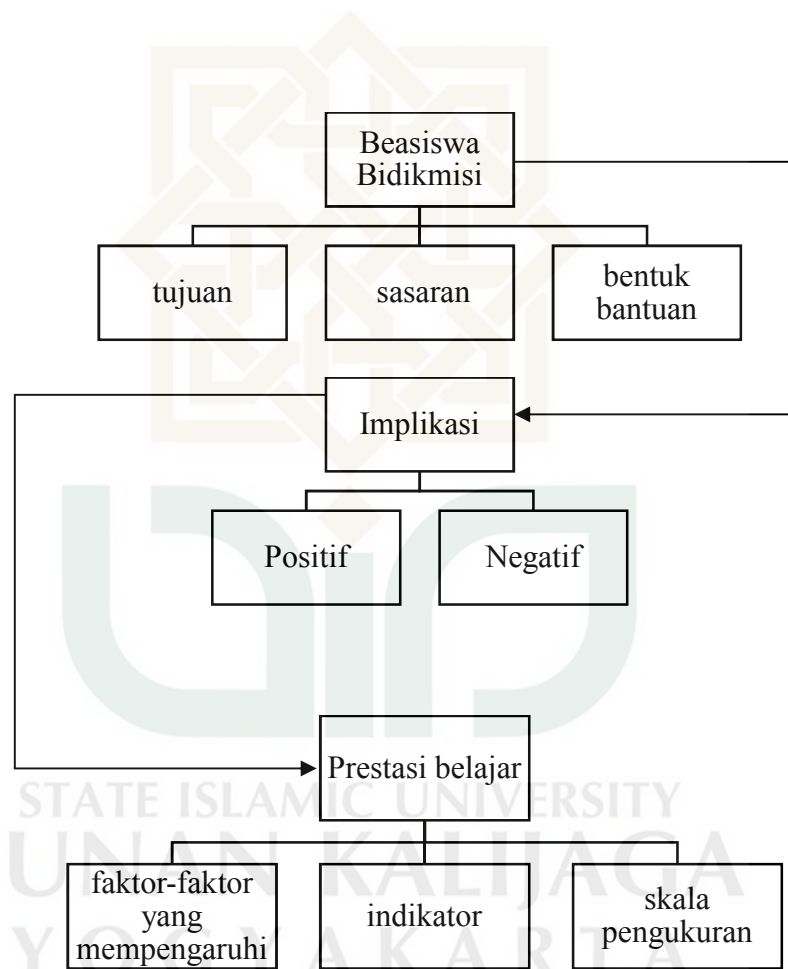 Beasiswa
Bidikmisi
tujuan
sasaran
bentuk
bantuan
Implikasi
Positif
Negatif
Prestasi belajar
STATE ISLAMIC UNIVERSITY
UNAN KALIJAGA
YOGYAKARTA
faktor-faktor
yang
mempengaruhi
indikator
skala
pengukuran